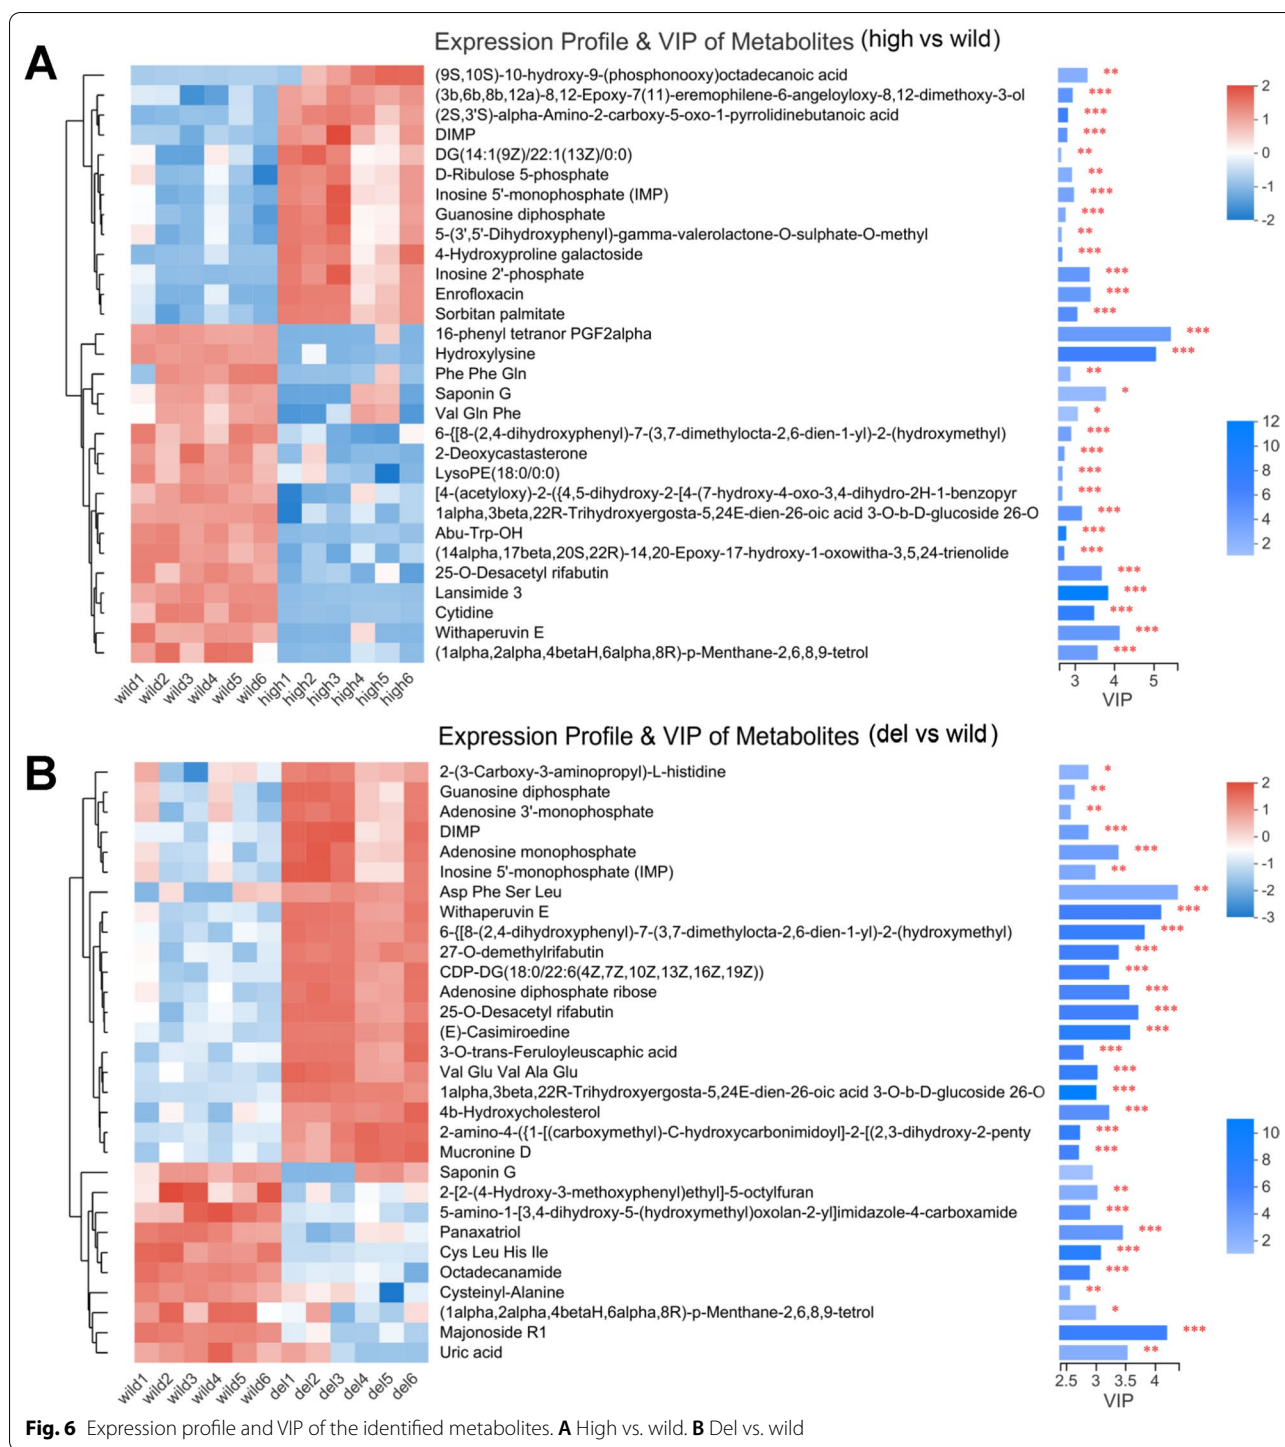 A
Expression Profile & VIP of Metabolites (high vs wild)
(9S,10S)-10-hydroxy-9-(phosphonooxy)octadecanoic acid **
(3b,6b,8b,12a)-8,12-Epoxy-7(11)-eremophilene-6-angeloyloxy-8,12-dimethoxy-3-ol ***
(2S,3'S)-alpha-Amino-2-carboxy-5-oxo-1-pyrrolidinebutanoic acid ***
DIMP ***
DG(14:1(9Z)/22:1(13Z)/0:0) **
D-Ribulose 5-phosphate **
Inosine 5'-monophosphate (IMP) ***
Guanosine diphosphate ***
5-(3',5'-Dihydroxyphenyl)-gamma-valerolactone-O-sulphate-O-methyl **
4-Hydroxyproline galactoside ***
Inosine 2'-phosphate ***
Enrofloxacin ***
Sorbitan palmitate ***
16-phenyl tetranor PGF2alpha ***
Hydroxylysine ***
Phe Phe Gln **
Saponin G *
Val Gln Phe *
6-{[8-(2,4-dihydroxyphenyl)-7-(3,7-dimethylocta-2,6-dien-1-yl)-2-(hydroxymethyl) ***
2-Deoxycastasterone ***
LysoPE(18:0/0:0) ***
[4-(acetyloxy)-2-({4,5-dihydroxy-2-[4-(7-hydroxy-4-oxo-3,4-dihydro-2H-1-benzopyr ***
1alpha,3beta,22R-Trihydroxyergosta-5,24E-dien-26-oic acid 3-O-b-D-glucoside 26-O ***
Abu-Trp-OH ***
(14alpha,17beta,20S,22R)-14,20-Epoxy-17-hydroxy-1-oxowitha-3,5,24-trienolide ***
25-O-Desacetyl rifabutin ***
Lansimide 3 ***
Cytidine ***
Withaperuvin E ***
(1alpha,2alpha,4betaH,6alpha,8R)-p-Menthane-2,6,8,9-tetrol ***
wild1 wild2 wild3 wild4 wild5 wild6 high1 high2 high3 high4 high5 high6
3 4 5
VIP
2
1
0
-1
-2
12
10
8
6
4
2
B
Expression Profile & VIP of Metabolites (del vs wild)
2-(3-Carboxy-3-aminopropyl)-L-histidine *
Guanosine diphosphate **
Adenosine 3'-monophosphate **
DIMP ***
Adenosine monophosphate ***
Inosine 5'-monophosphate (IMP) **
Asp Phe Ser Leu **
Withaperuvin E ***
6-{[8-(2,4-dihydroxyphenyl)-7-(3,7-dimethylocta-2,6-dien-1-yl)-2-(hydroxymethyl) ***
27-O-demethylrifabutin ***
CDP-DG(18:0/22:6(4Z,7Z,10Z,13Z,16Z,19Z)) ***
Adenosine diphosphate ribose ***
25-O-Desacetyl rifabutin ***
(E)-Casimiroedine ***
3-O-trans-Feruloyleuscaphic acid ***
Val Glu Val Ala Glu ***
1alpha,3beta,22R-Trihydroxyergosta-5,24E-dien-26-oic acid 3-O-b-D-glucoside 26-O ***
4b-Hydroxycholesterol ***
2-amino-4-({1-[(carboxymethyl)-C-hydroxycarbonimidoyl]-2-[(2,3-dihydroxy-2-penty ***
Mucronine D ***
Saponin G
2-[2-(4-Hydroxy-3-methoxyphenyl)ethyl]-5-octylfuran **
5-amino-1-[3,4-dihydroxy-5-(hydroxymethyl)oxolan-2-yl]imidazole-4-carboxamide ***
Panaxatriol ***
Cys Leu His Ile ***
Octadecanamide ***
Cysteinyl-Alanine **
(1alpha,2alpha,4betaH,6alpha,8R)-p-Menthane-2,6,8,9-tetrol *
Majonoside R1 ***
Uric acid **
wild1 wild2 wild3 wild4 wild5 wild6 del1 del2 del3 del4 del5 del6
2.5 3 3.5 4
VIP
2
1
0
-1
-2
-3
10
8
6
4
2
Fig. 6 Expression profile and VIP of the identified metabolites. A High vs. wild. B Del vs. wild